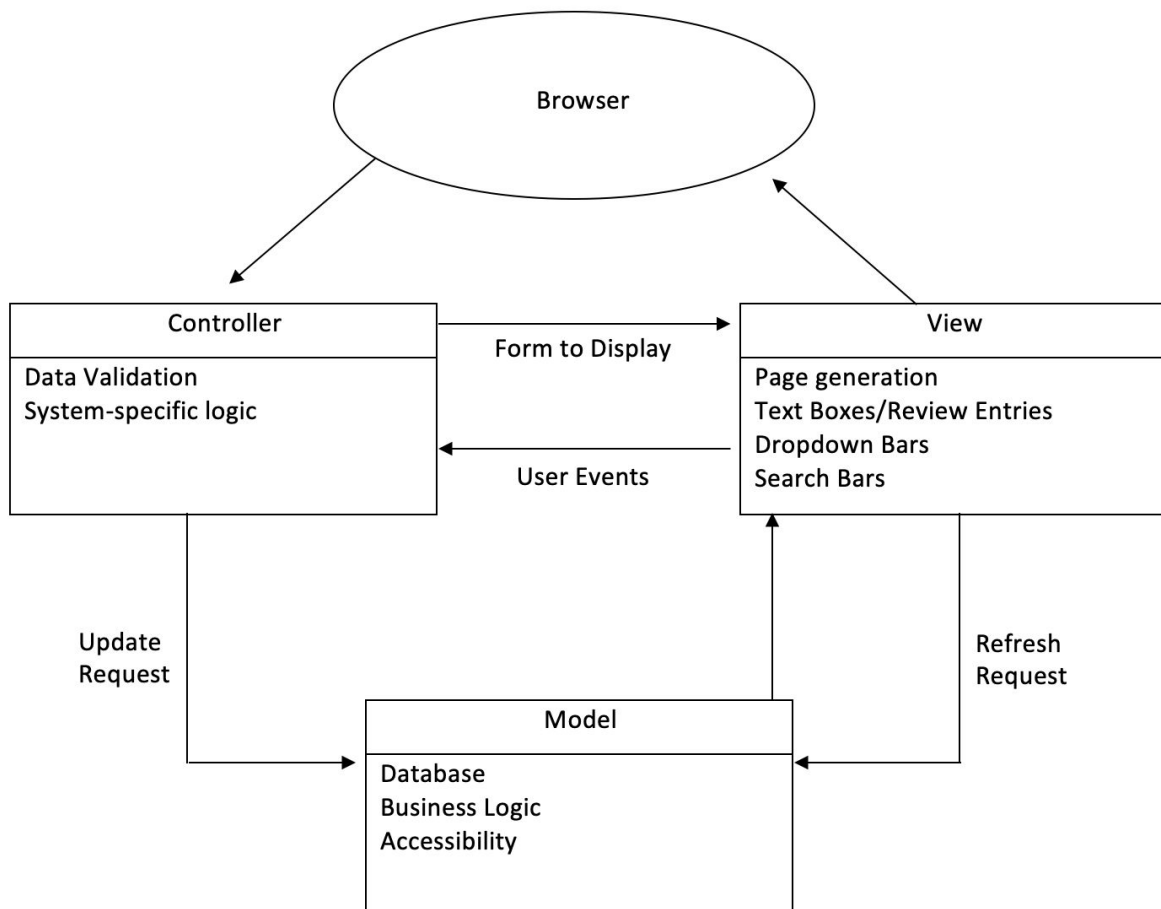 Browser
Controller
Data Validation
System-specific logic
Form to Display
User Events
View
Page generation
Text Boxes/Review Entries
Dropdown Bars
Search Bars
Update
Request
Refresh
Request
Model
Database
Business Logic
Accessibility